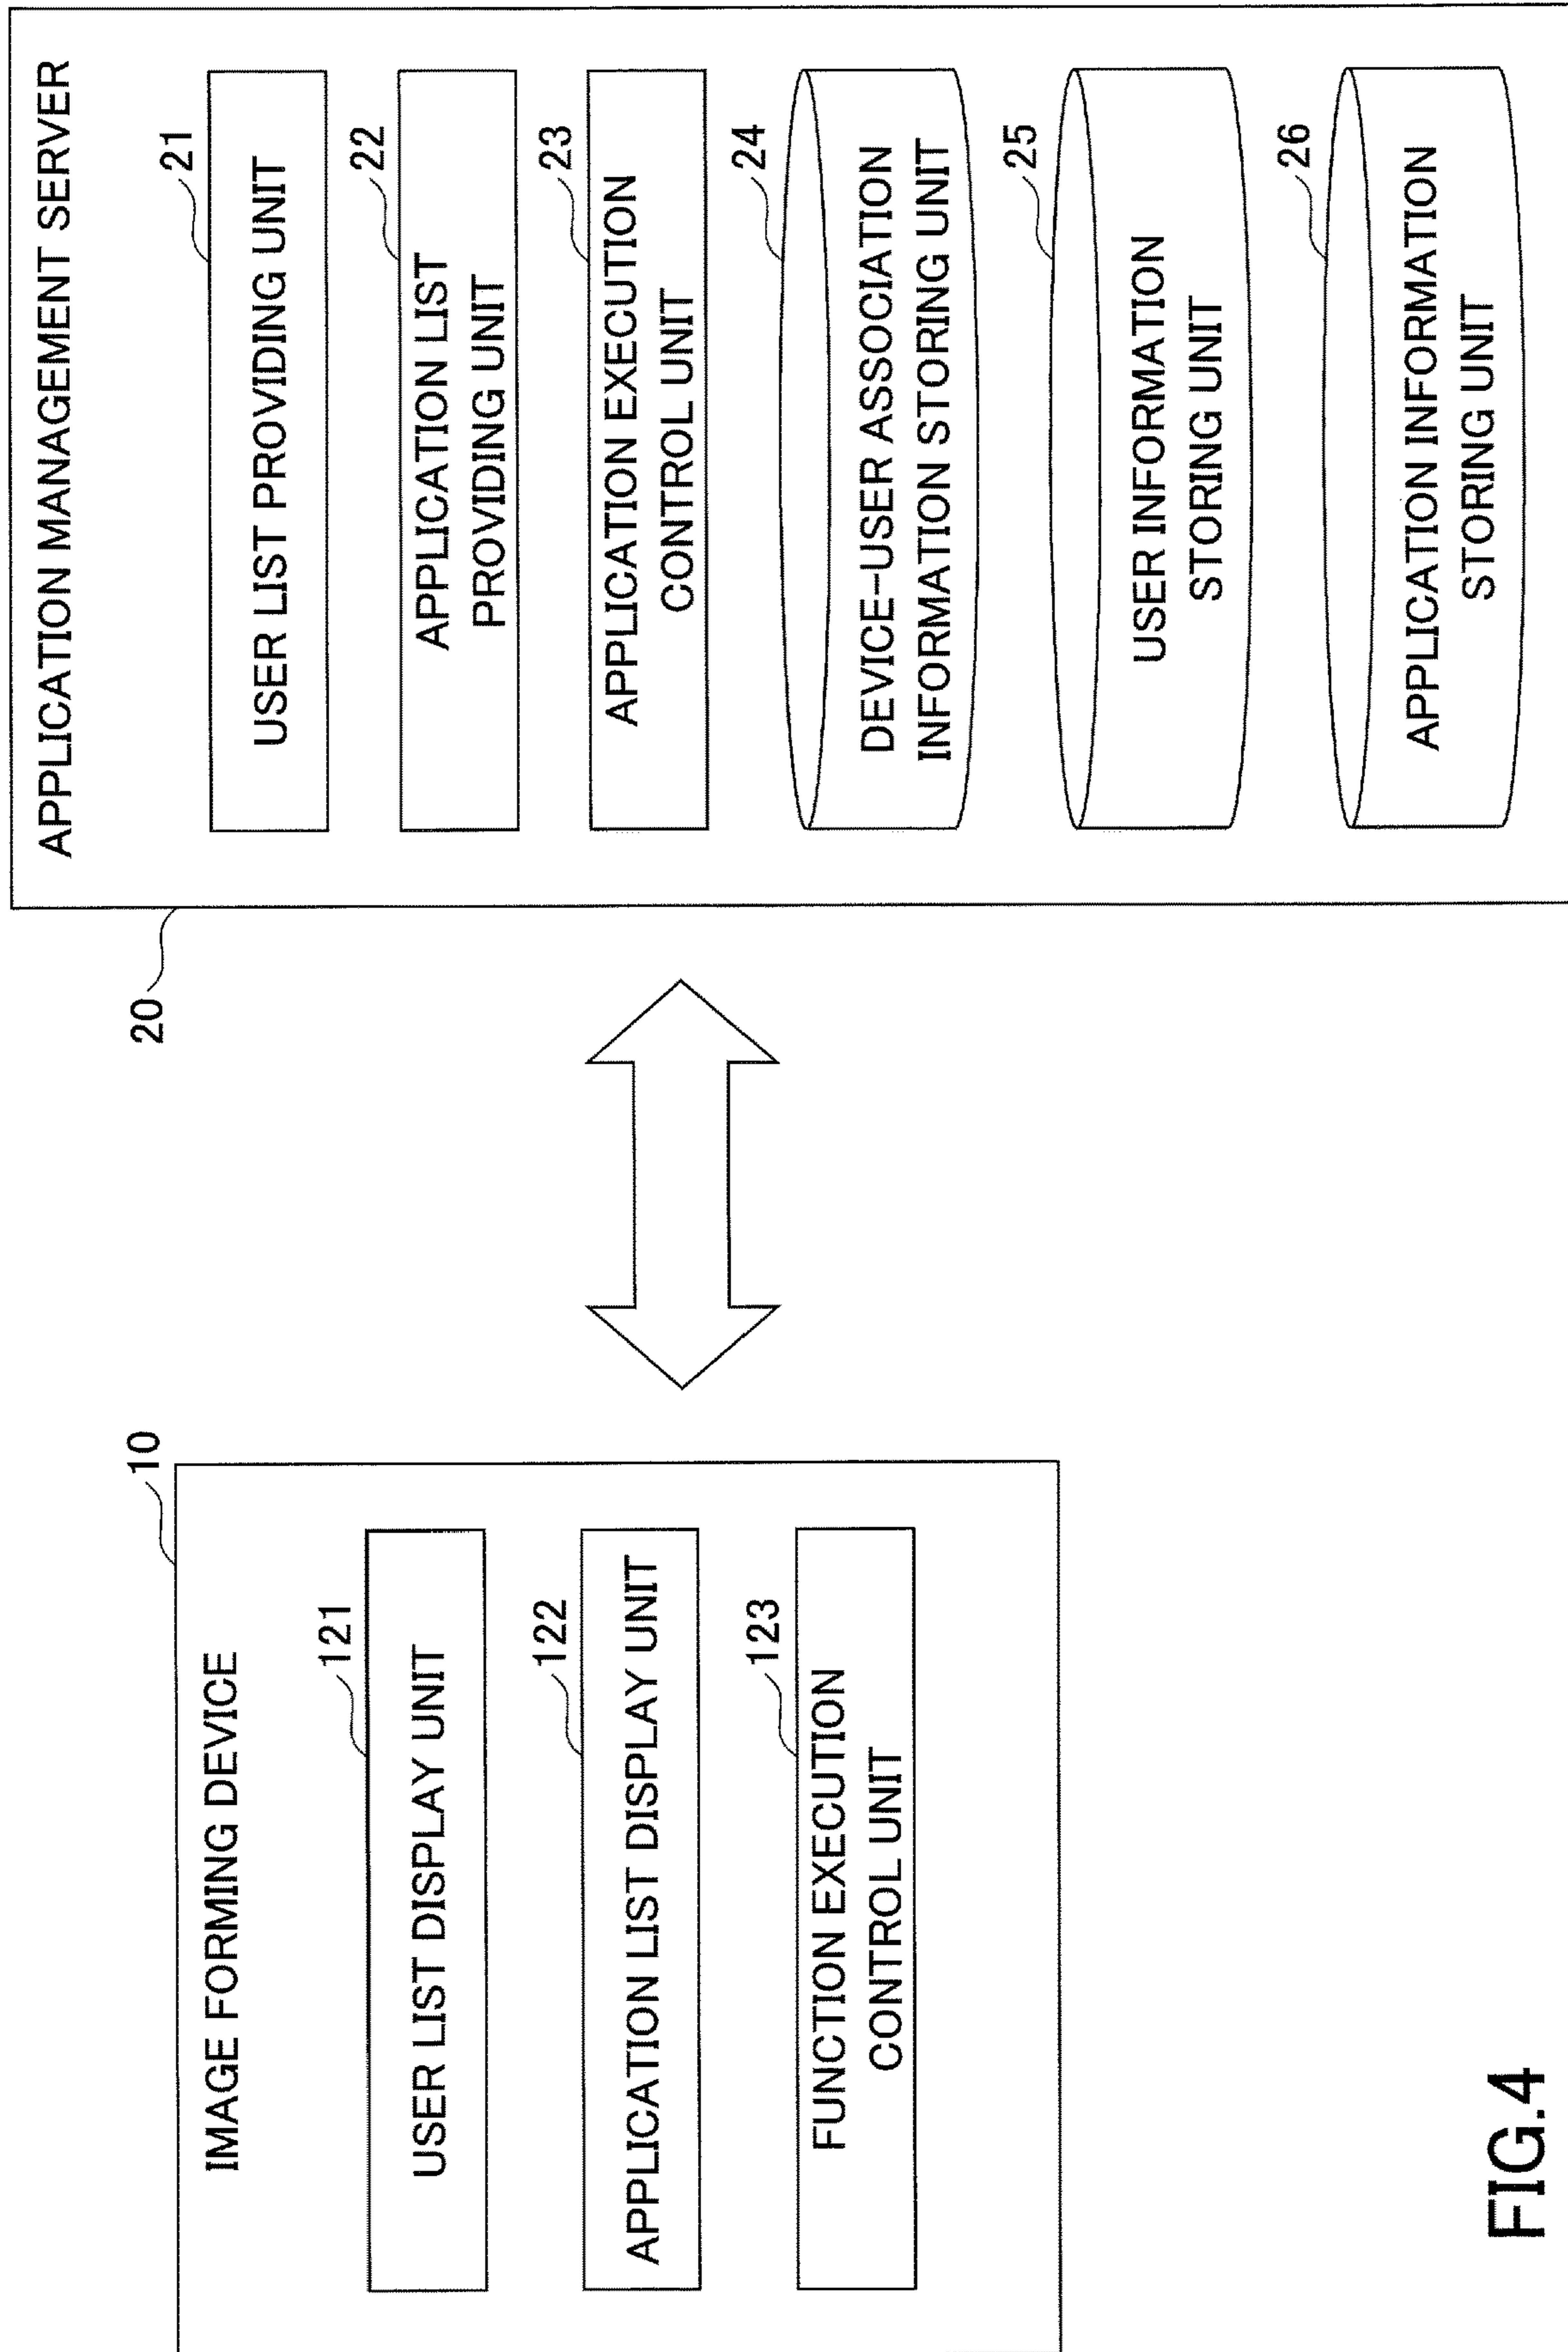 FIG.4
10
IMAGE FORMING DEVICE
121
USER LIST DISPLAY UNIT
122
APPLICATION LIST DISPLAY UNIT
123
FUNCTION EXECUTION
CONTROL UNIT
20
APPLICATION MANAGEMENT SERVER
21
USER LIST PROVIDING UNIT
22
APPLICATION LIST
PROVIDING UNIT
23
APPLICATION EXECUTION
CONTROL UNIT
24
DEVICE-USER ASSOCIATION
INFORMATION STORING UNIT
25
USER INFORMATION
STORING UNIT
26
APPLICATION INFORMATION
STORING UNIT